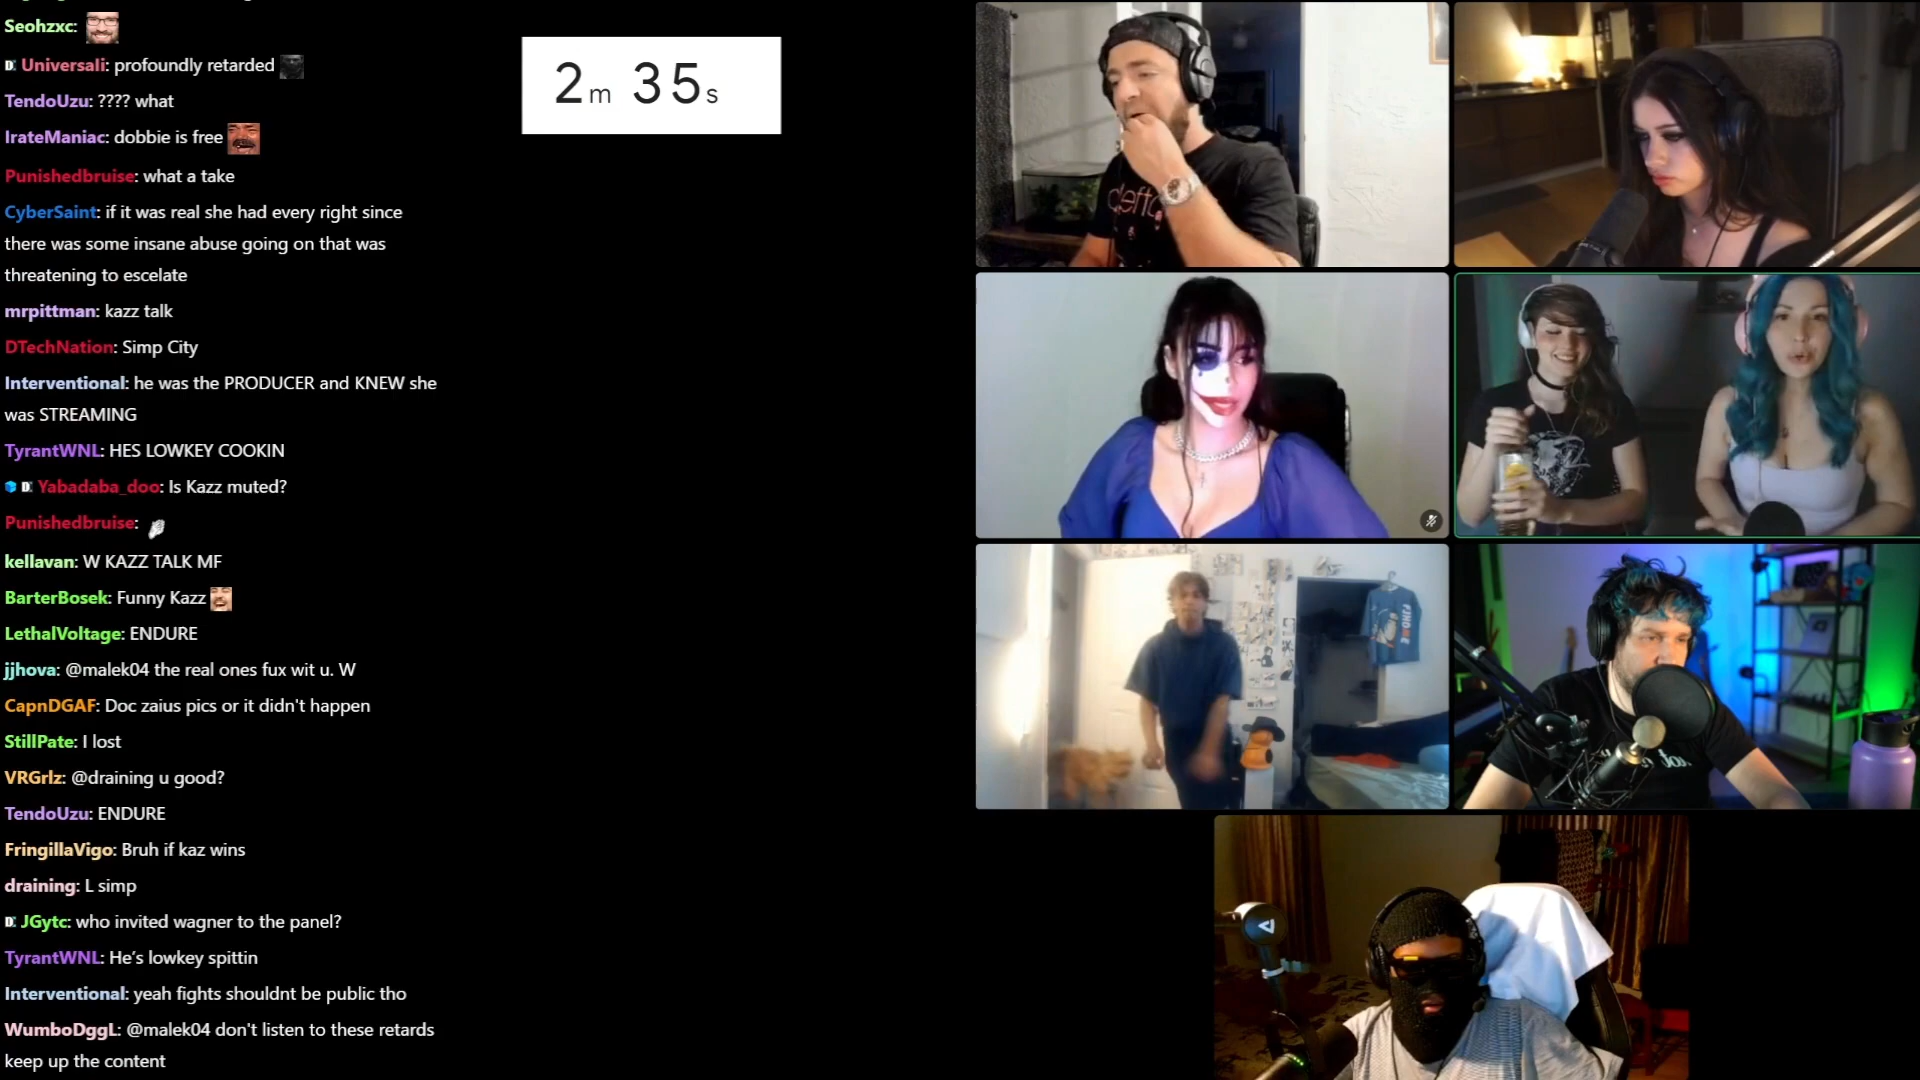 Seohzxc:
Universali: profoundly retarded
TendoUzu: ???? what
IrateManiac: dobbie is free
Punishedbruise: what a take
CyberSaint: if it was real she had every right since
there was some insane abuse going on that was
threatening to escelate
mrpittman: kazz talk
DTechNation: Simp City
Interventional: he was the PRODUCER and KNEW she
was STREAMING
TyrantWNL: HES LOWKEY COOKIN
Yabadaba_doo: Is Kazz muted?
Punishedbruise:
kellavan: W KAZZ TALK MF
BarterBosek: Funny Kazz
LethalVoltage: ENDURE
jjhova: @malek04 the real ones fux wit u. W
CapnDGAF: Doc zaius pics or it didn't happen
StillPate: I lost
VRGrlz: @draining u good?
TendoUzu: ENDURE
FringillaVigo: Bruh if kaz wins
draining: L simp
JGytc: who invited wagner to the panel?
TyrantWNL: He's lowkey spittin
Interventional: yeah fights shouldnt be public tho
WumboDggL: @malek04 don't listen to these retards
keep up the content
2m 35s